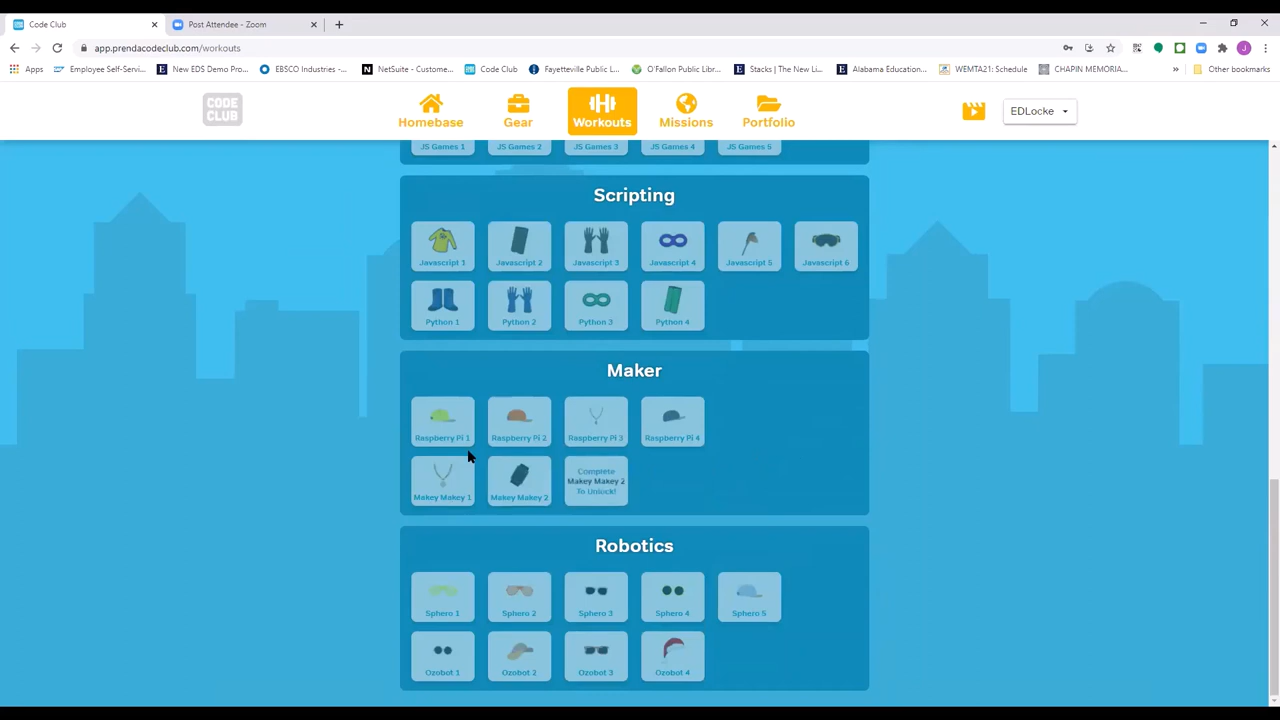 Code Club
Post Attendee - Zoom
app.prendacodeclub.com/workouts
Apps
Employee Self-Servi...
New EDS Demo Pro...
EBSCO Industries -...
NetSuite - Custome...
Code Club
Fayetteville Public L...
O'Fallon Public Libr...
Stacks | The New Li...
Alabama Education...
WEMTA21: Schedule
CHAPIN MEMORIA...
»
Other bookmarks
CODE
CLUB
Homebase
Gear
Workouts
Missions
Portfolio
EDLocke
JS Games 1
JS Games 2
JS Games 3
JS Games 4
JS Games 5
Scripting
Javascript 1
Javascript 2
Javascript 3
Javascript 4
Javascript 5
Javascript 6
Python 1
Python 2
Python 3
Python 4
Maker
Raspberry Pi 1
Raspberry Pi 2
Raspberry Pi 3
Raspberry Pi 4
Makey Makey 1
Makey Makey 2
Complete
Makey Makey 2
To Unlock!
Robotics
Sphero 1
Sphero 2
Sphero 3
Sphero 4
Sphero 5
Ozobot 1
Ozobot 2
Ozobot 3
Ozobot 4